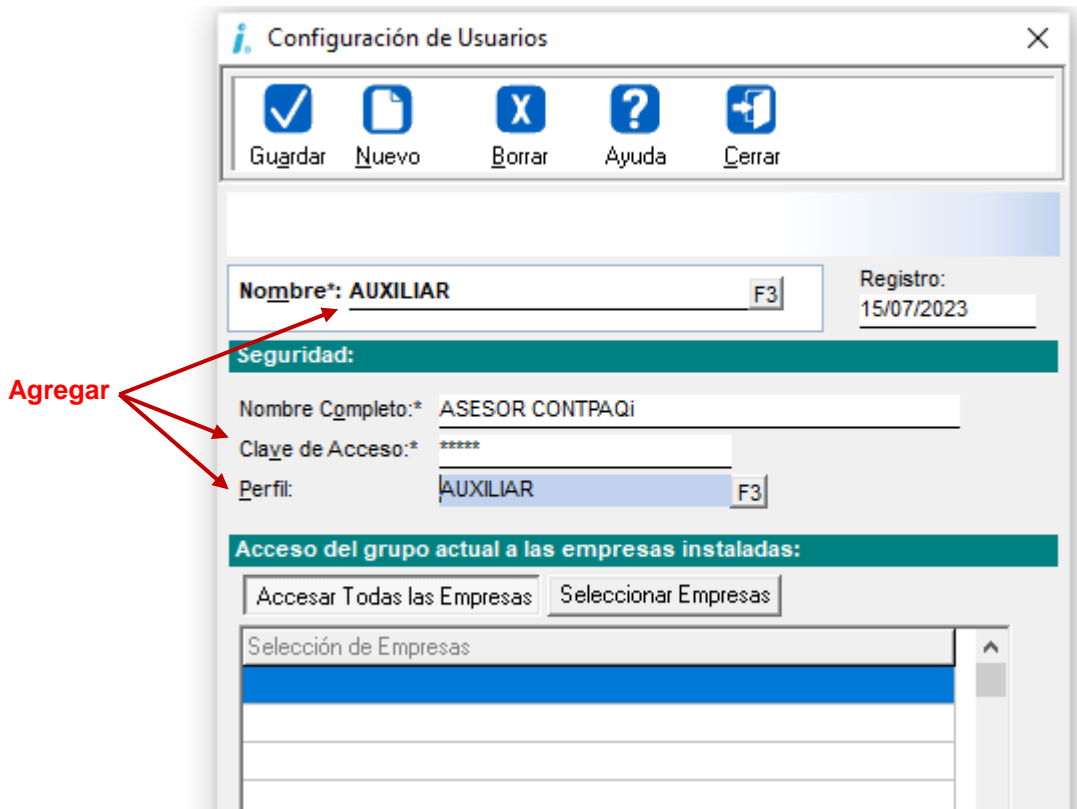 Configuración de Usuarios
Guardar Nuevo Borrar Ayuda Cerrar
Nombre*: AUXILIAR F3
Registro:
15/07/2023
Seguridad:
Agregar
Nombre Completo:* ASESOR CONTPAQi
Clave de Acceso:* *****
Perfil: AUXILIAR F3
Acceso del grupo actual a las empresas instaladas:
Accesar Todas las Empresas Seleccionar Empresas
Selección de Empresas